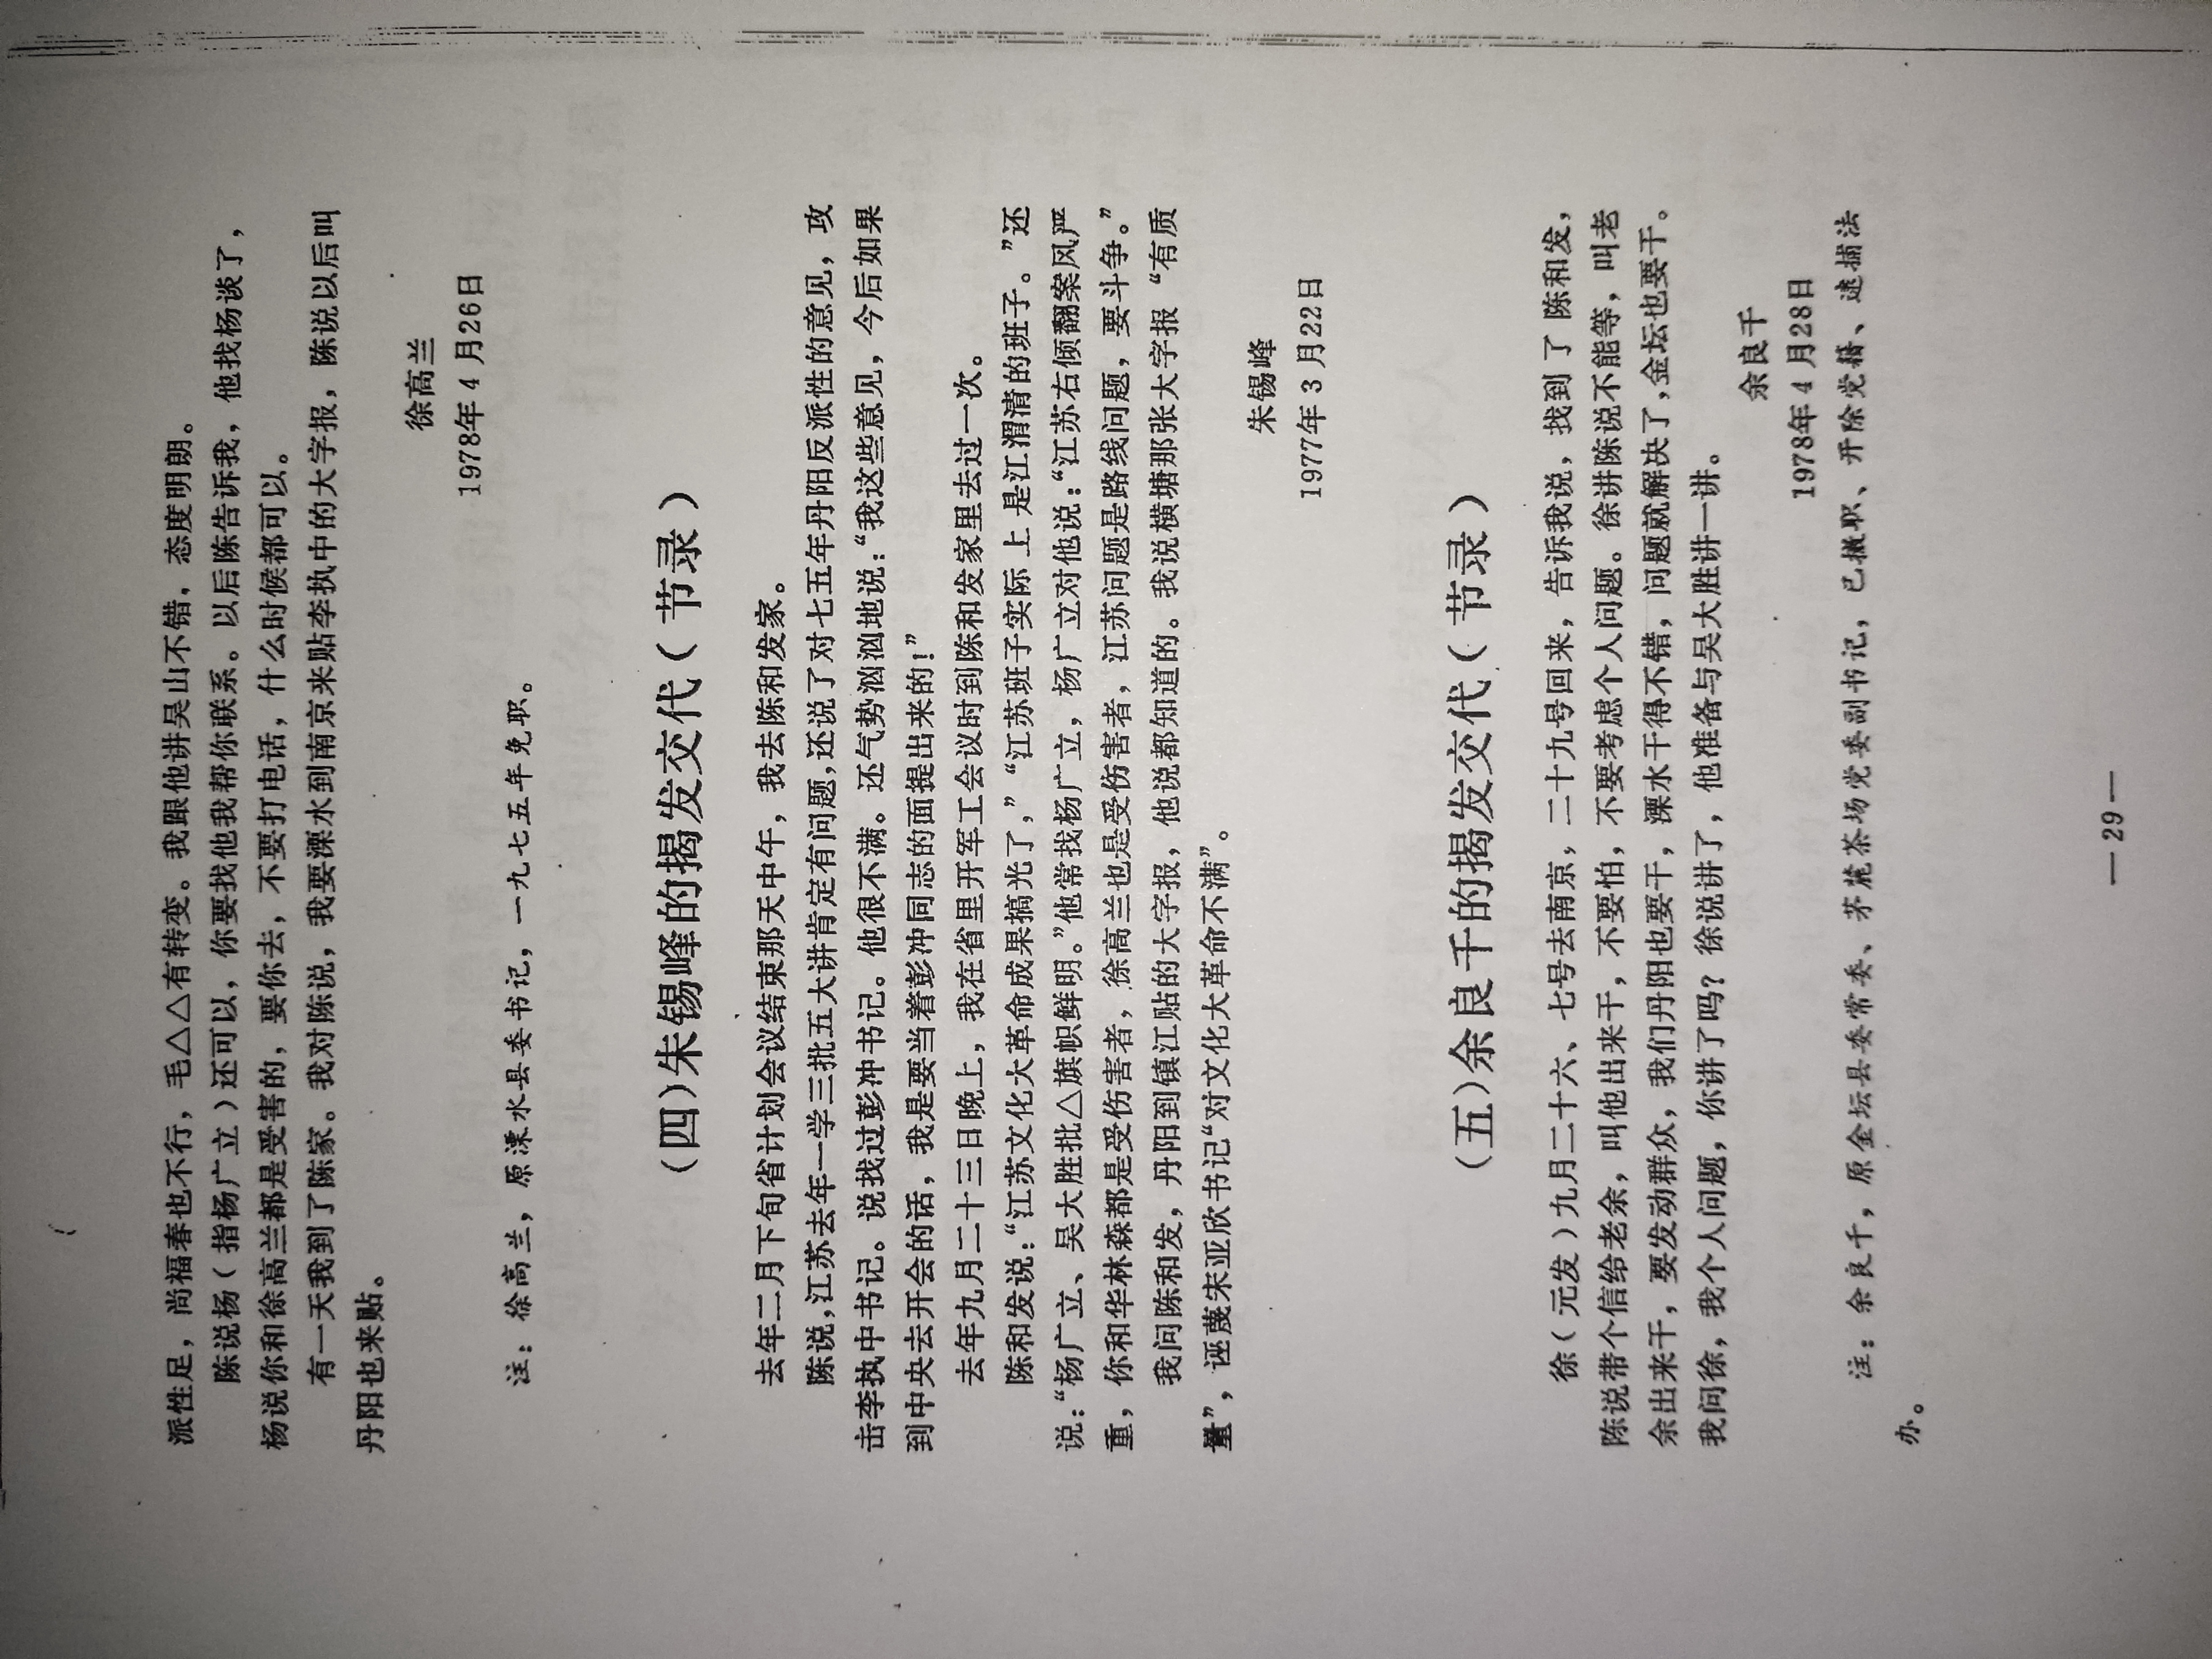 派性足，尚福春也不行，毛△△有转变。我跟他讲吴山不错，态度明朗。
陈说杨（指杨广立）还可以，你要找他我帮你联系。以后陈告诉我，他找杨谈了，
杨说你和徐高兰都是受害的，要你去，不要打电话，什么时候都可以。
有一天我到了陈家。我对陈说，我要溧水到南京来贴李执中的大字报，陈说以后叫
丹阳也来贴。
徐高兰
1978年4月26日
注：徐高兰，原溧水县委书记，一九七五年免职。
（四）朱锡峰的揭发交代（节录）
去年二月下旬省计划会议结束那天中午，我去陈和发家。
陈说，江苏去年一学三批五大讲肯定有问题，还说了对七五年丹阳反派性的意见，攻
击李执中书记。说找过彭冲书记。他很不满。还气势汹汹地说：“我这些意见，今后如果
到中央去开会的话，我是要当着彭冲同志的面提出来的！”
去年九月二十三日晚上，我在省里开军工会议时到陈和发家里去过一次。
陈和发说：“江苏文化大革命成果搞光了，”“江苏班子实际上是江渭清的班子。”还
说：“杨广立、吴大胜批△旗帜鲜明。”他常找杨广立，杨广立对他说：“江苏右倾翻案风严
重，你和华林森都是受伤害者，徐高兰也是受伤害者，江苏问题是路线问题，要斗争。”
我问陈和发，丹阳到镇江贴的大字报，他说都知道的。我说横塘那张大字报“有质
量”，诬蔑宋亚欣书记“对文化大革命不满”。
朱锡峰
1977年3月22日
（五）余良千的揭发交代（节录）
徐（元发）九月二十六、七号去南京，二十九号回来，告诉我说，找到了陈和发，
陈说带个信给老余，叫他出来干，不要怕，不要考虑个人问题。徐讲陈说不能等，叫老
余出来干，要发动群众，我们丹阳也要干，溧水干得不错，问题就解决了，金坛也要干。
我问徐，我个人问题，你讲了吗？徐说讲了，他准备与吴大胜讲一讲。
余良千
1978年4月28日
注：余良千，原金坛县委常委、茅麓茶场党委副书记，已撤职、开除党籍、逮捕法
办。
—29—